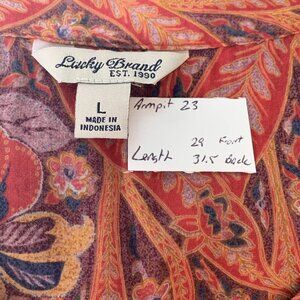 Lucky Brand
EST. 1990
L
MADE IN
INDONESIA
Armpit 23
29 Front
Length 31.5 Back